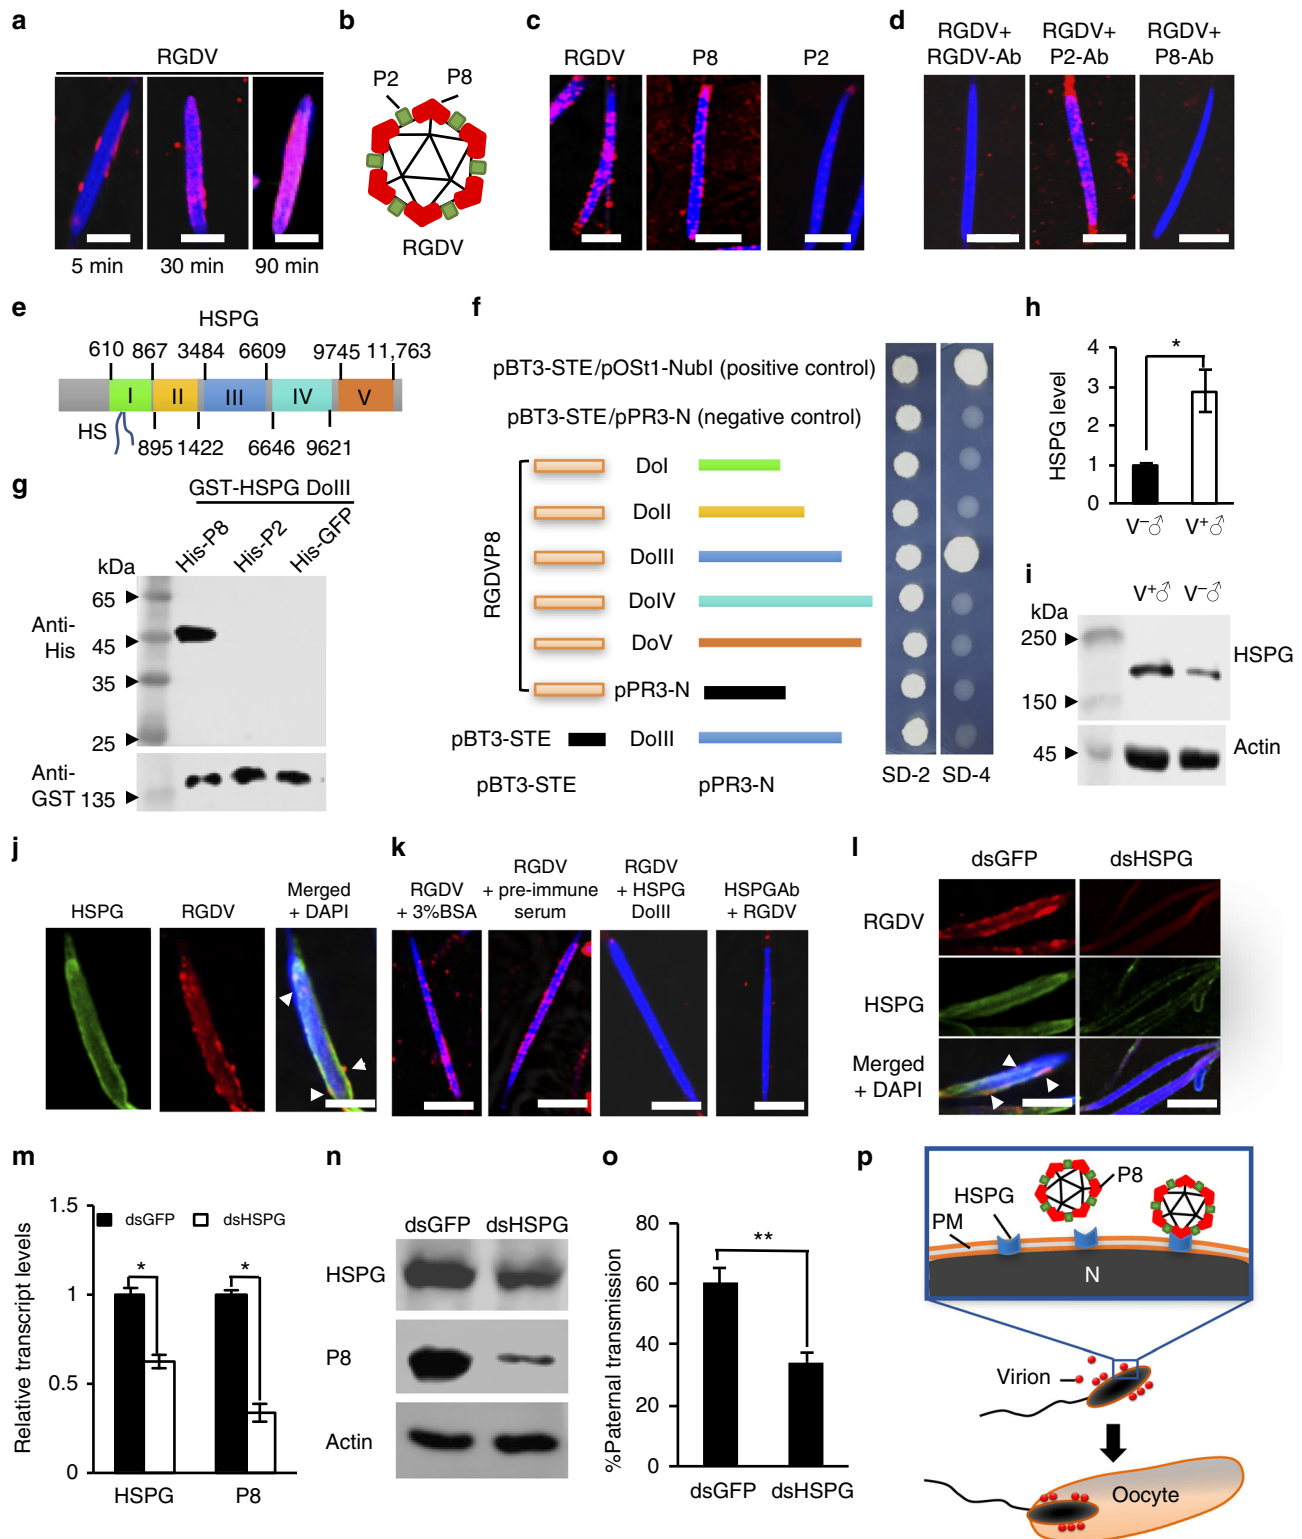 a
RGDV
5 min
30 min
90 min
b
P2
P8
RGDV
c
RGDV
P8
P2
d
RGDV+
RGDV-Ab
RGDV+
P2-Ab
RGDV+
P8-Ab
e
HSPG
610
867
3484
6609
9745
11,763
I
II
III
IV
V
HS
895
1422
6646
9621
f
pBT3-STE/pOSt1-NubI (positive control)
pBT3-STE/pPR3-N (negative control)
RGDVP8
DoI
DoII
DoIII
DoIV
DoV
pPR3-N
pBT3-STE
DoIII
pBT3-STE
pPR3-N
SD-2
SD-4
g
GST-HSPG DoIII
His-P8
His-P2
His-GFP
kDa
65
45
35
25
Anti-
His
Anti-
GST
135
h
HSPG level
4
3
2
1
0
*
V⁻♂
V⁺♂
i
V⁺♂
V⁻♂
kDa
250
150
45
HSPG
Actin
j
HSPG
RGDV
Merged
+ DAPI
k
RGDV
+ 3%BSA
RGDV
+ pre-immune
serum
RGDV
+ HSPG
DoIII
HSPGAb
+ RGDV
l
dsGFP
dsHSPG
RGDV
HSPG
Merged
+ DAPI
m
Relative transcript levels
1.5
1
0.5
0
dsGFP
dsHSPG
*
*
HSPG
P8
n
dsGFP
dsHSPG
HSPG
P8
Actin
o
%Paternal transmission
80
60
40
20
0
**
dsGFP
dsHSPG
p
HSPG
P8
PM
N
Virion
Oocyte